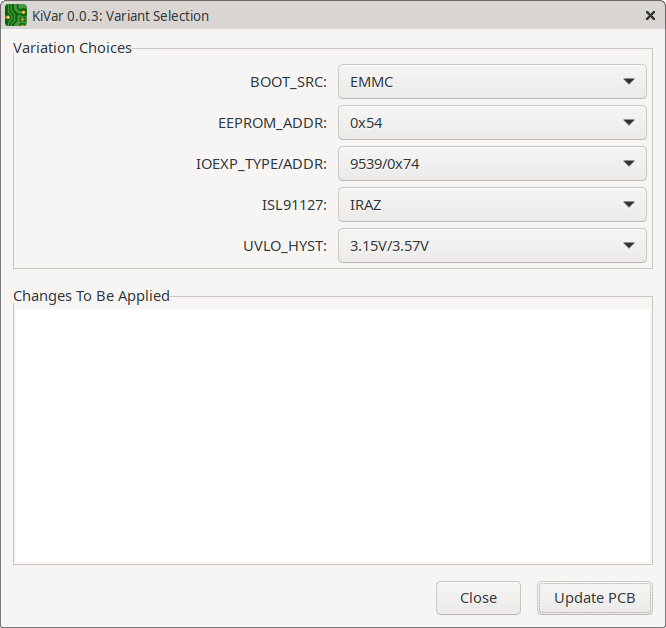 KiVar 0.0.3: Variant Selection
Variation Choices
BOOT_SRC: EMMC
EEPROM_ADDR: 0x54
IOEXP_TYPE/ADDR: 9539/0x74
ISL91127: IRAZ
UVLO_HYST: 3.15V/3.57V
Changes To Be Applied
Close Update PCB